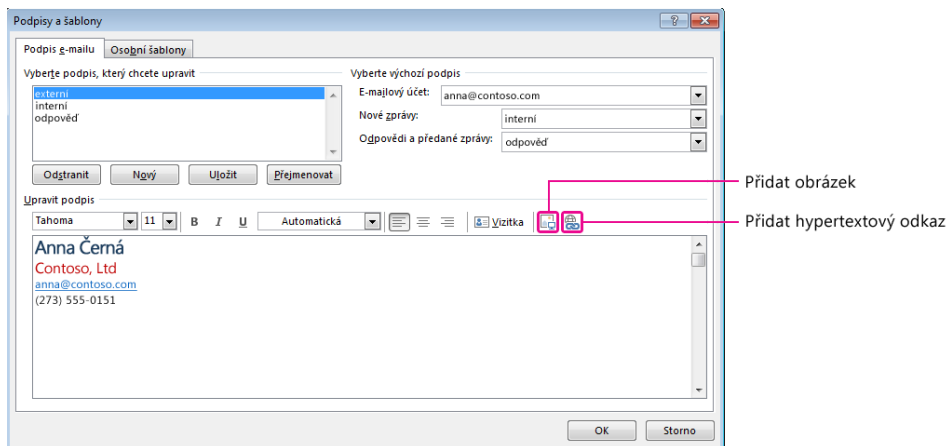 Podpisy a šablony
Podpis e-mailu
Osobní šablony
Vyberte podpis, který chcete upravit
externí
interní
odpověď
Odstranit
Nový
Uložit
Přejmenovat
Vyberte výchozí podpis
E-mailový účet: anna@contoso.com
Nové zprávy: interní
Odpovědi a předané zprávy: odpověď
Upravit podpis
Tahoma 11 B I U Automatická Vizitka
Anna Černá
Contoso, Ltd
anna@contoso.com
(273) 555-0151
OK
Storno
Přidat obrázek
Přidat hypertextový odkaz